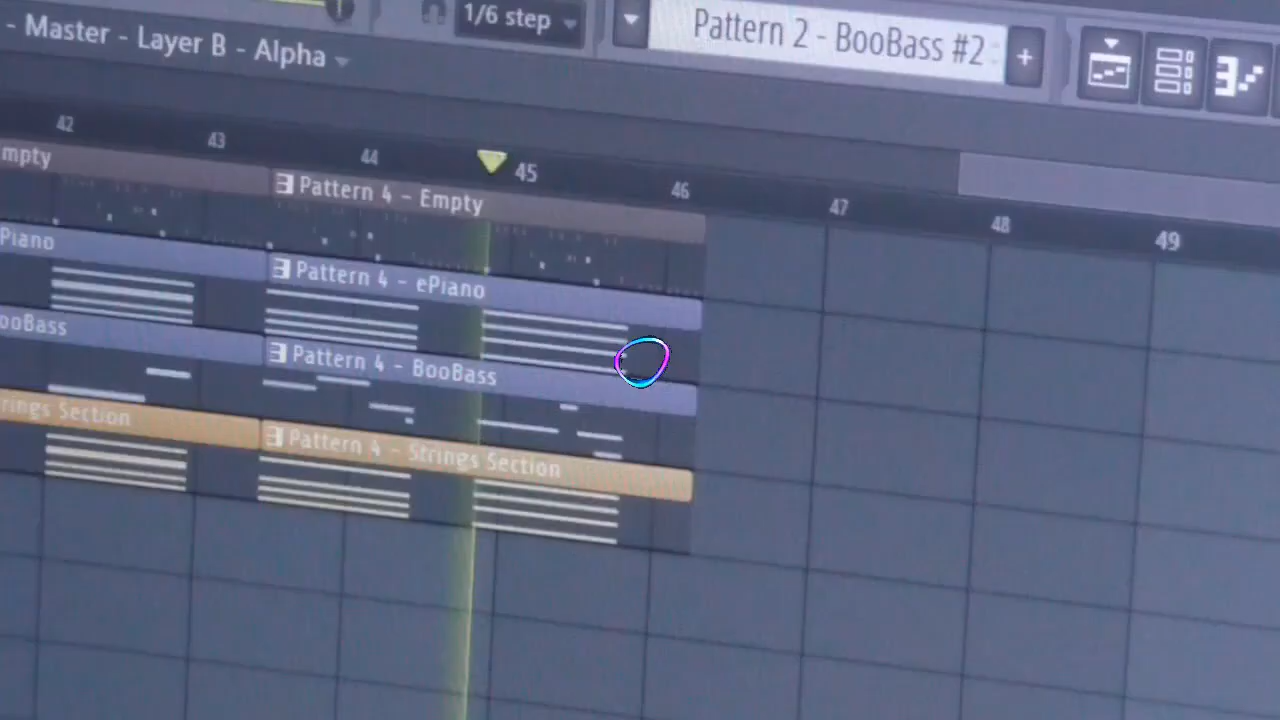 1/6 step
Pattern 2 - BooBass #2
+
- Master - Layer B - Alpha
42 43 44 45 46 47 48 49
mpty
Pattern 4 - Empty
Piano
Pattern 4 - ePiano
ooBass
Pattern 4 - BooBass
rings Section
Pattern 4 - Strings Section